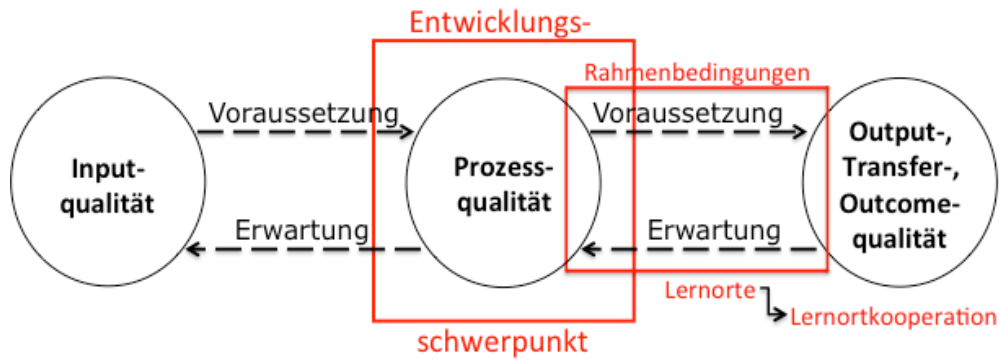 Entwicklungs-
Rahmenbedingungen
Voraussetzung
Voraussetzung
Input-
qualität
Prozess-
qualität
Output-,
Transfer-,
Outcome-
qualität
Erwartung
Erwartung
Lernorte
Lernortkooperation
schwerpunkt